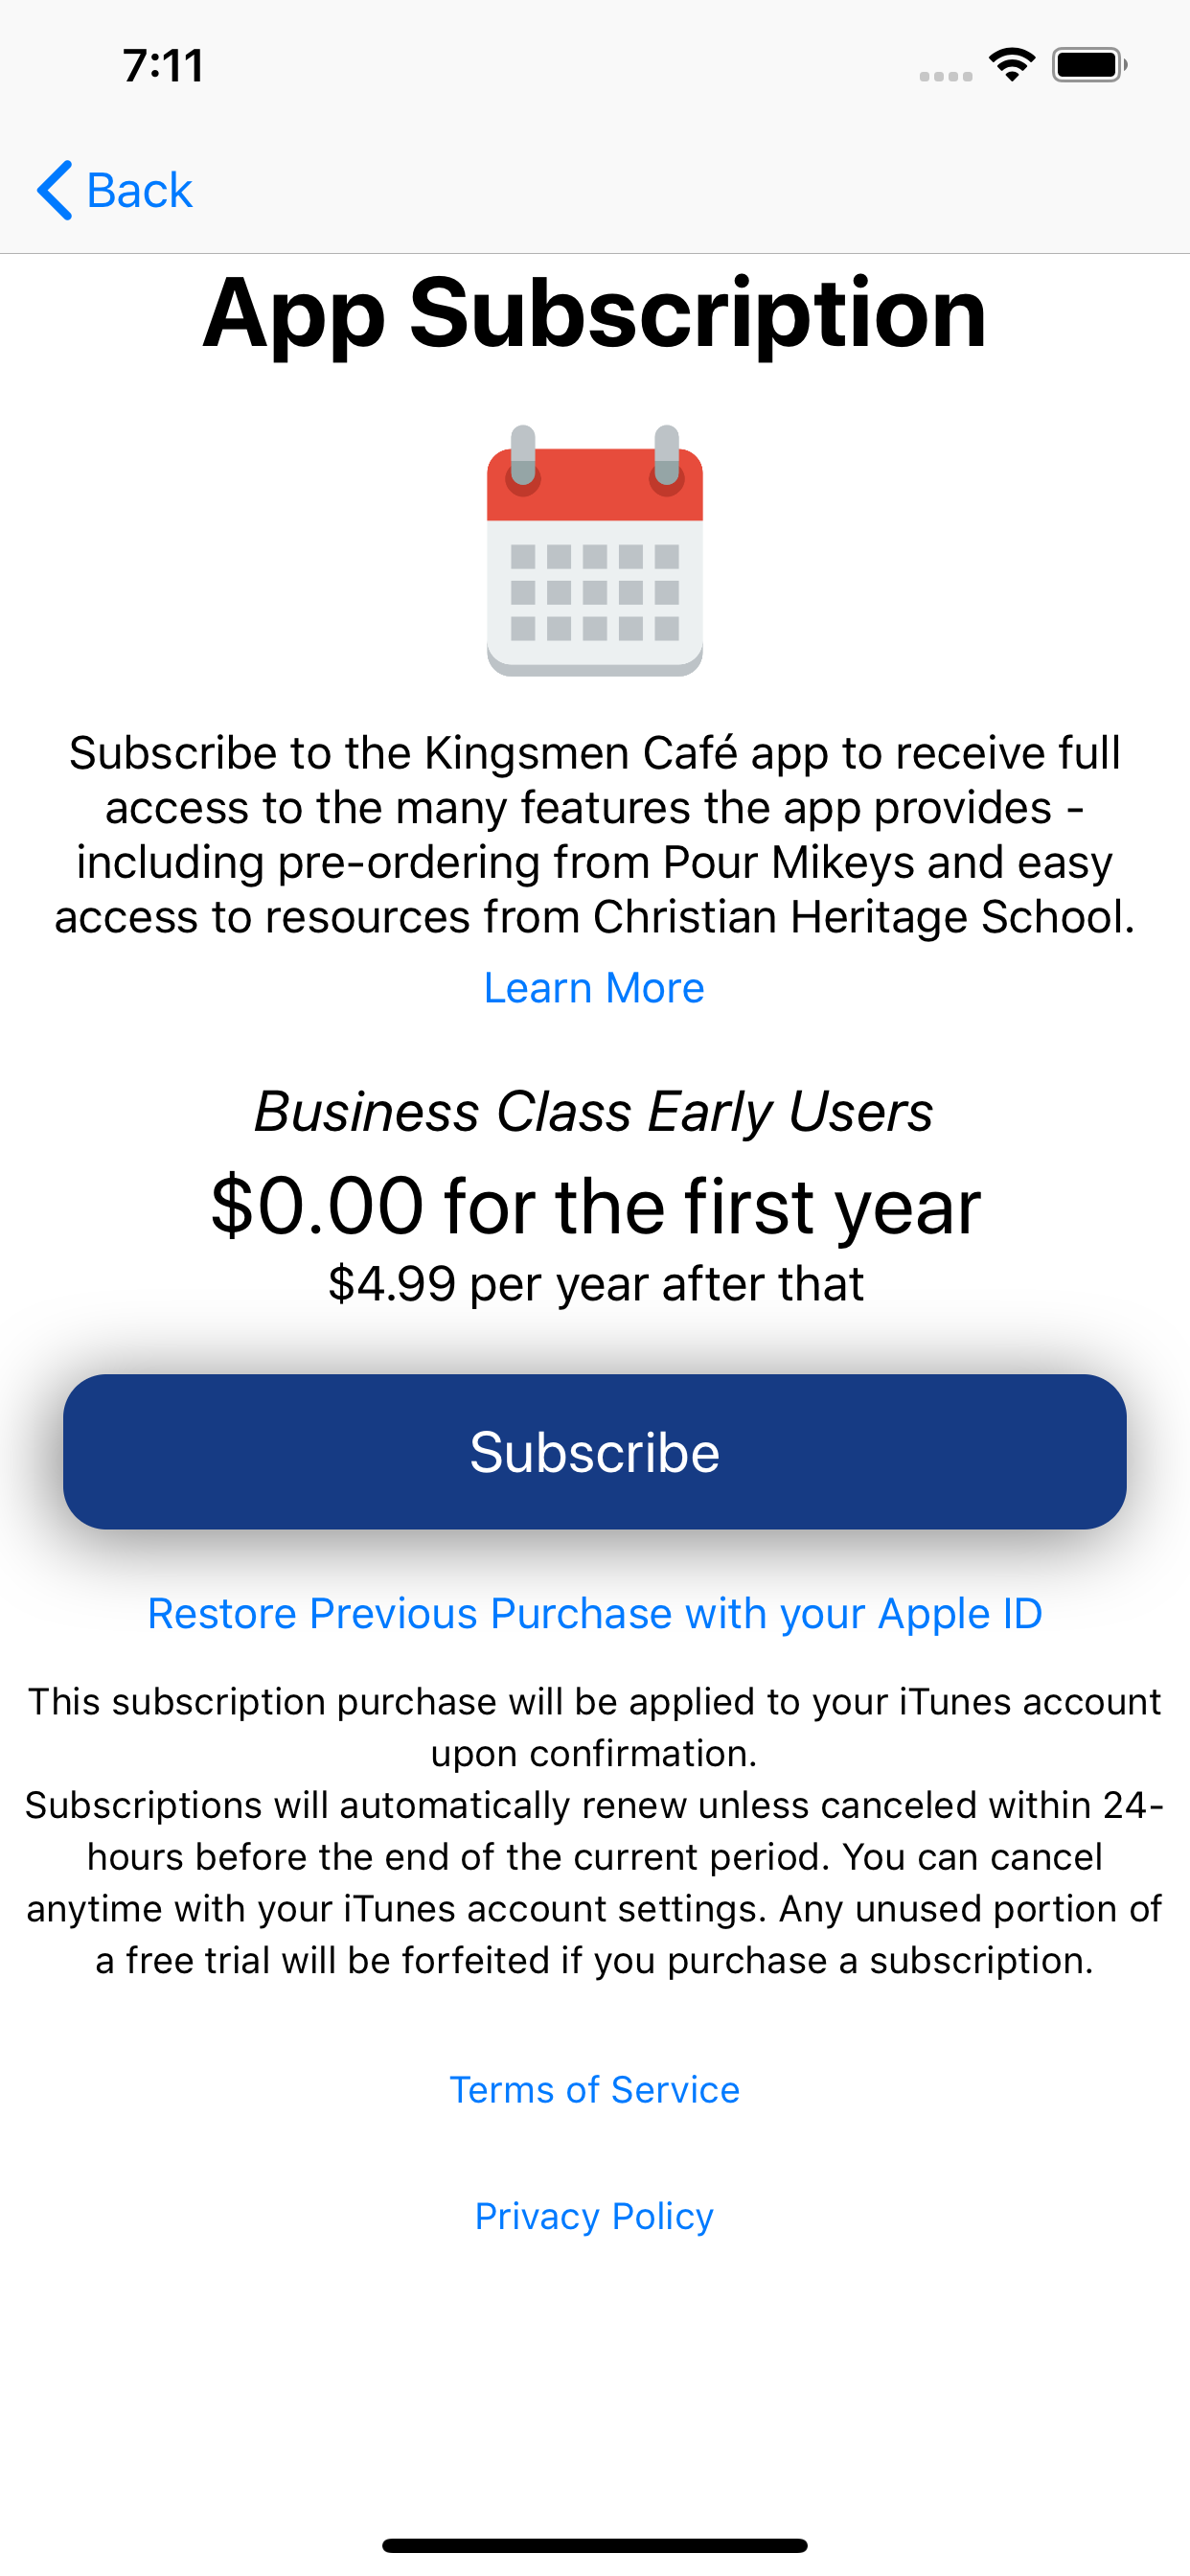 7:11
Back
App Subscription
Subscribe to the Kingsmen Café app to receive full
access to the many features the app provides -
including pre-ordering from Pour Mikeys and easy
access to resources from Christian Heritage School.
Learn More
Business Class Early Users
$0.00 for the first year
$4.99 per year after that
Subscribe
Restore Previous Purchase with your Apple ID
This subscription purchase will be applied to your iTunes account
upon confirmation.
Subscriptions will automatically renew unless canceled within 24-
hours before the end of the current period. You can cancel
anytime with your iTunes account settings. Any unused portion of
a free trial will be forfeited if you purchase a subscription.
Terms of Service
Privacy Policy